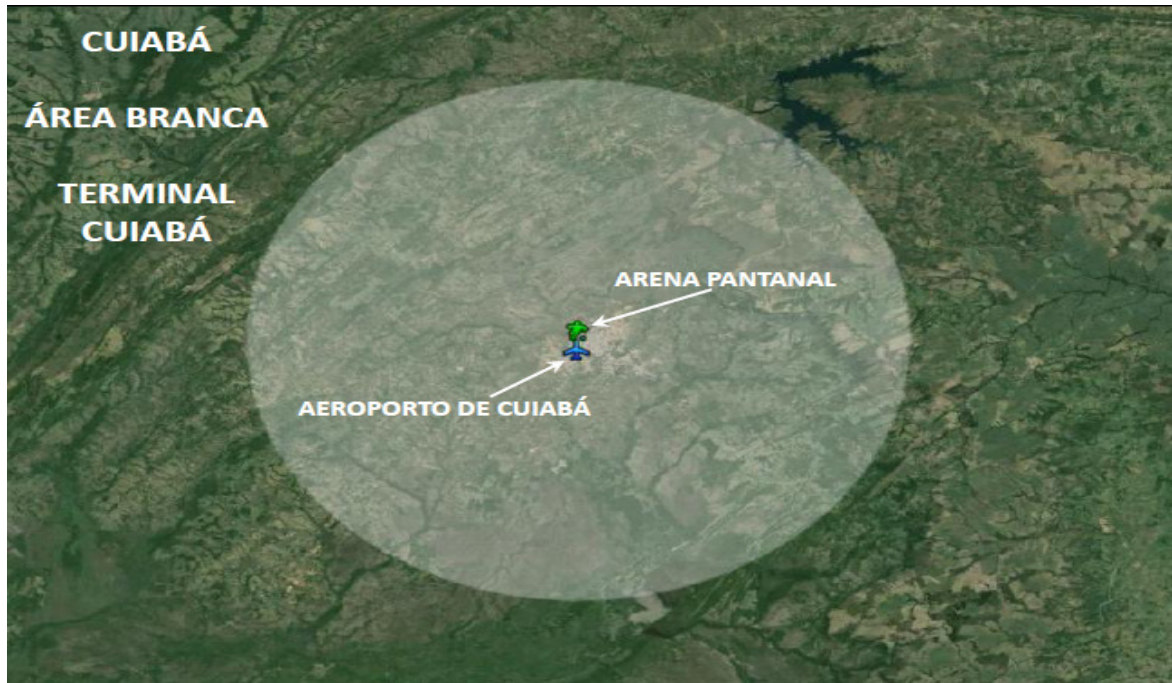 CUIABÁ
ÁREA BRANCA
TERMINAL
CUIABÁ
ARENA PANTANAL
AEROPORTO DE CUIABÁ